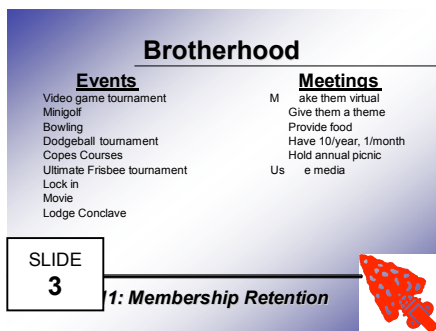 Brotherhood
Events
Video game tournament
Minigolf
Bowling
Dodgeball tournament
Copes Courses
Ultimate Frisbee tournament
Lock in
Movie
Lodge Conclave
Meetings
M ake them virtual
Give them a theme
Provide food
Have 10/year, 1/month
Hold annual picnic
Us e media
SLIDE
3
11: Membership Retention